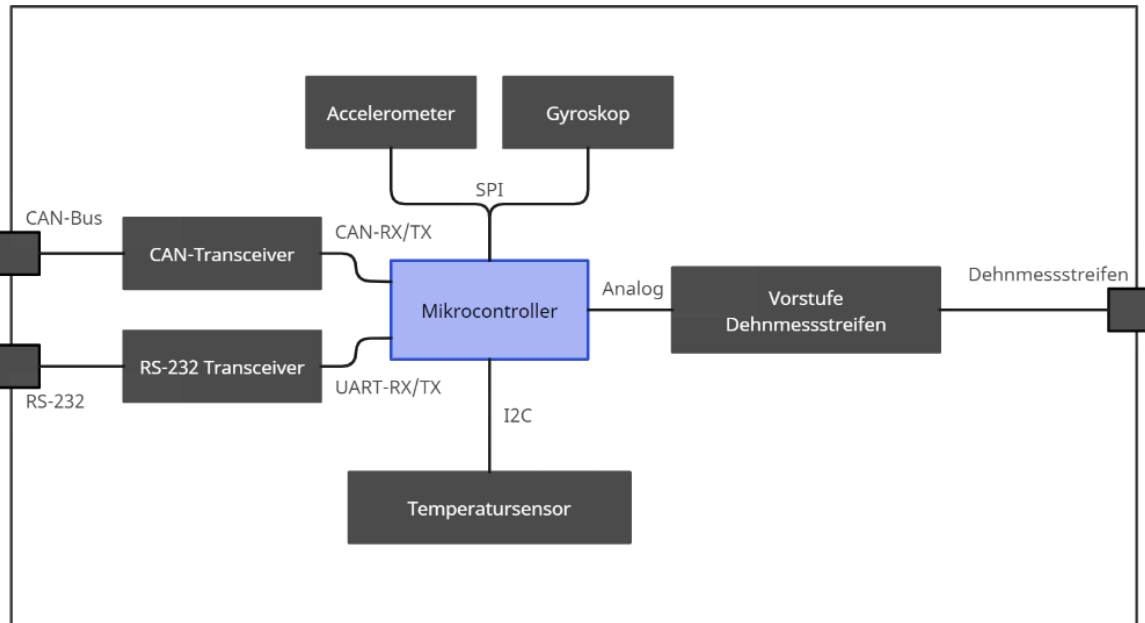 Accelerometer
Gyroskop
SPI
CAN-Bus
CAN-Transceiver
CAN-RX/TX
Mikrocontroller
Analog
Vorstufe
Dehnmessstreifen
Dehnmessstreifen
RS-232 Transceiver
RS-232
UART-RX/TX
I2C
Temperatursensor